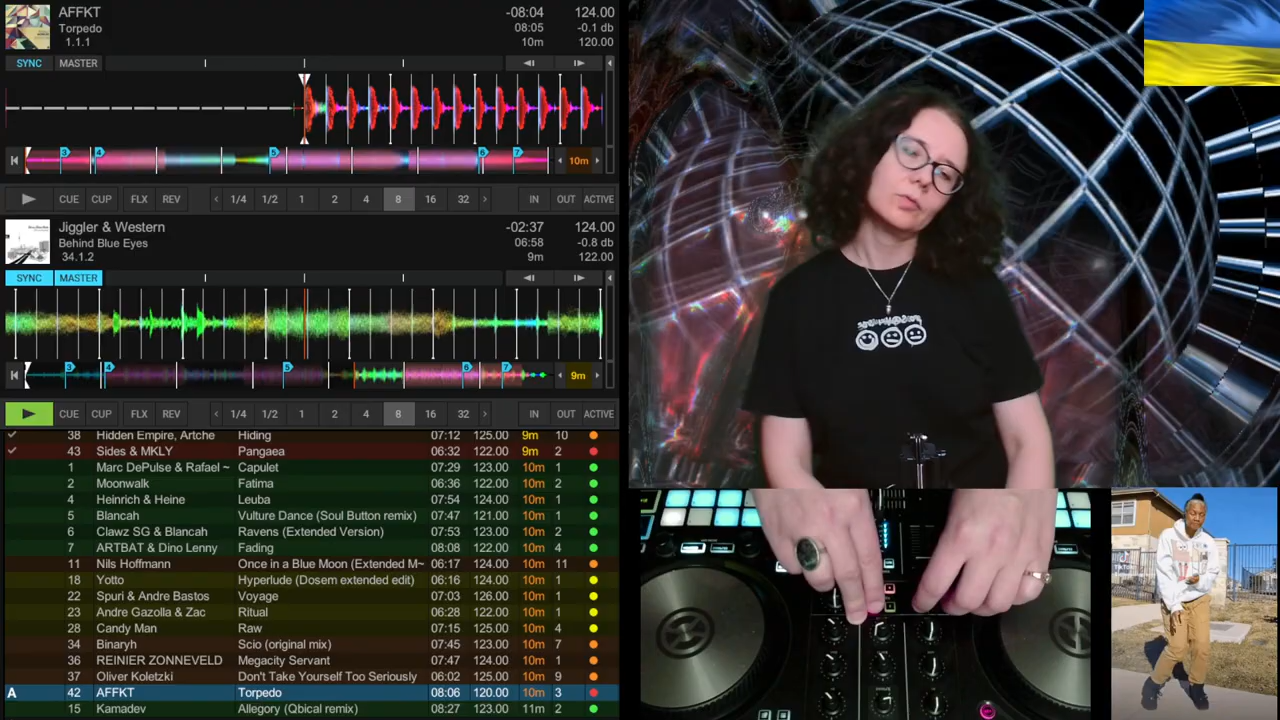 AFFKT -08:04 124.00
Torpedo 08:05 -0.1 db
1.1.1 10m 120.00
SYNC MASTER
3 4 5 6 7 10m
CUE CUP FLX REV 1/4 1/2 1 2 4 8 16 32 IN OUT ACTIVE
Jiggler & Western -02:37 124.00
Behind Blue Eyes 06:58 -0.8 db
34.1.2 9m 122.00
SYNC MASTER
3 4 5 6 7 9m
CUE CUP FLX REV 1/4 1/2 1 2 4 8 16 32 IN OUT ACTIVE
38 Hidden Empire, Artche Hiding 07:12 125.00 9m 10
43 Sides & MKLY Pangaea 06:32 122.00 9m 2
1 Marc DePulse & Rafael ~ Capulet 07:29 123.00 10m 1
2 Moonwalk Fatima 06:36 122.00 10m 2
4 Heinrich & Heine Leuba 07:54 124.00 10m 1
5 Blancah Vulture Dance (Soul Button remix) 07:47 121.00 10m 1
6 Clawz SG & Blancah Ravens (Extended Version) 07:53 123.00 10m 2
7 ARTBAT & Dino Lenny Fading 08:08 122.00 10m 4
11 Nils Hoffmann Once in a Blue Moon (Extended M~ 06:17 124.00 10m 11
18 Yotto Hyperlude (Dosem extended edit) 06:16 124.00 10m 1
22 Spuri & Andre Bastos Voyage 07:03 126.00 10m 1
23 Andre Gazolla & Zac Ritual 06:28 122.00 10m 1
28 Candy Man Raw 07:15 125.00 10m 4
34 Binaryh Scio (original mix) 07:45 123.00 10m 7
36 REINIER ZONNEVELD Megacity Servant 07:47 124.00 10m 1
37 Oliver Koletzki Don't Take Yourself Too Seriously 06:02 125.00 10m 9
A 42 AFFKT Torpedo 08:06 120.00 10m 3
15 Kamadev Allegory (Qbical remix) 08:27 123.00 11m 2